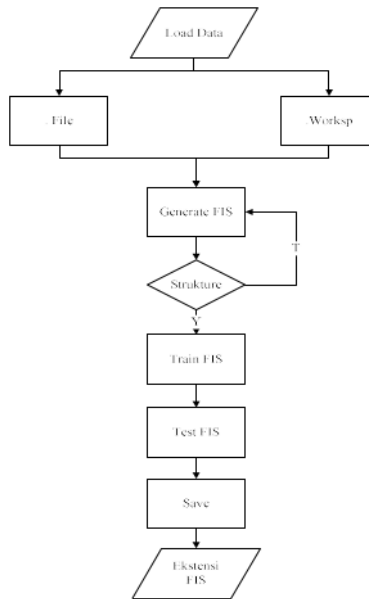 Load Data
. File
.Worksp
Generate FIS
T
Strukture
Y
Train FIS
Test FIS
Save
Ekstensi
FIS